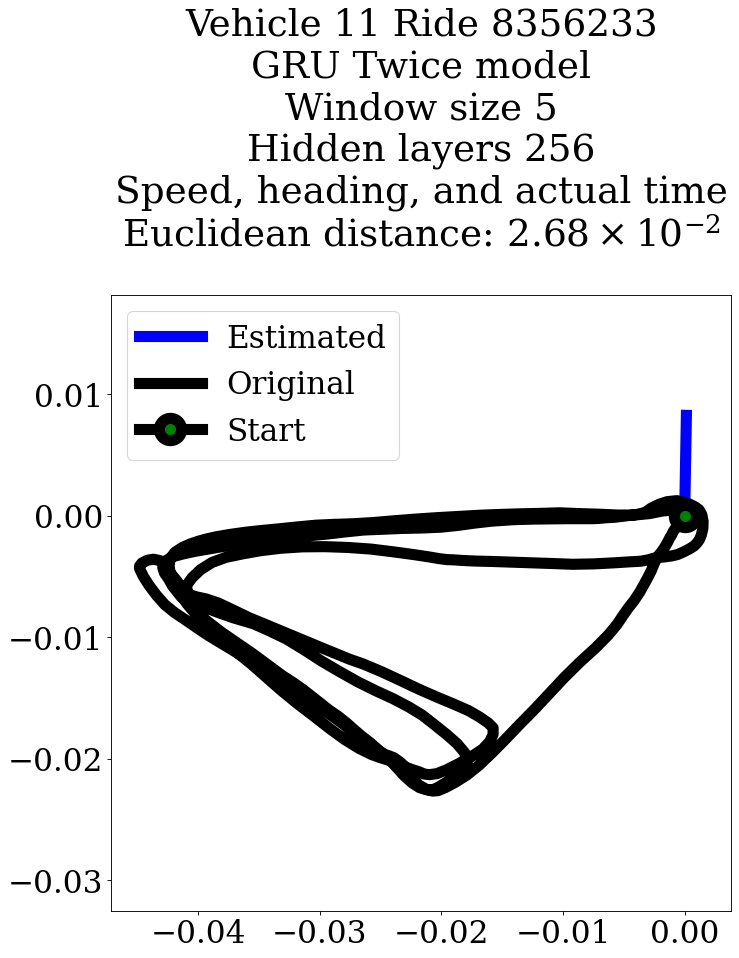 Vehicle 11 Ride 8356233
GRU Twice model
Window size 5
Hidden layers 256
Speed, heading, and actual time
Euclidean distance: 2.68 × 10⁻²
Estimated
Original
Start
0.01
0.00
−0.01
−0.02
−0.03
−0.04 −0.03 −0.02 −0.01 0.00